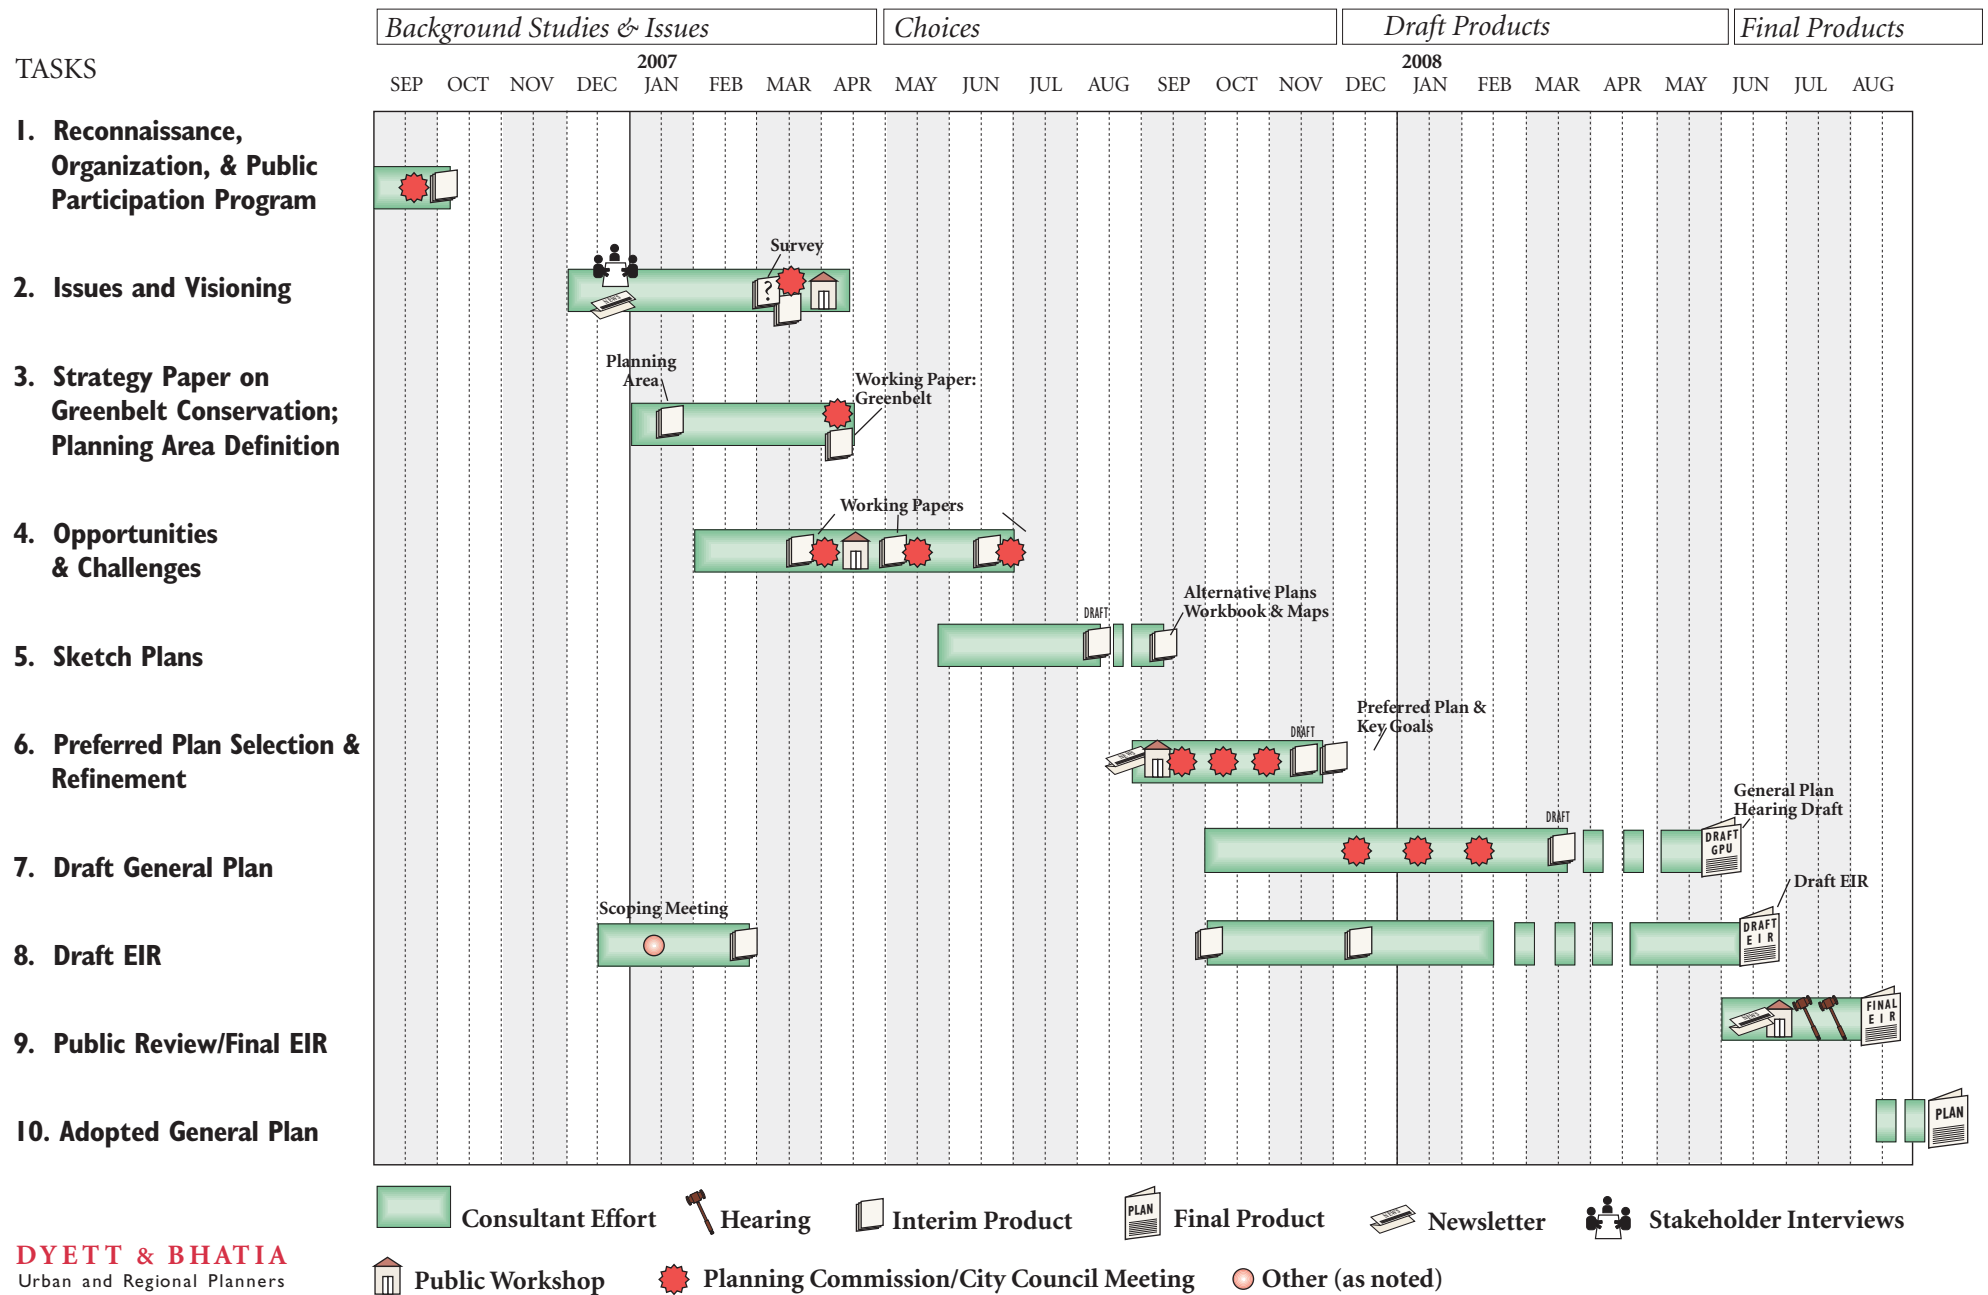 Background Studies & Issues
Choices
Draft Products
Final Products
TASKS
2007
2008
SEP OCT NOV DEC JAN FEB MAR APR MAY JUN JUL AUG SEP OCT NOV DEC JAN FEB MAR APR MAY JUN JUL AUG
1. Reconnaissance,
Organization, & Public
Participation Program
Survey
?
NEWS
2. Issues and Visioning
Planning
Area
Working Paper:
Greenbelt
3. Strategy Paper on
Greenbelt Conservation;
Planning Area Definition
Working Papers
4. Opportunities
& Challenges
DRAFT
Alternative Plans
Workbook & Maps
5. Sketch Plans
Preferred Plan &
Key Goals
DRAFT
NEWS
6. Preferred Plan Selection &
Refinement
General Plan
Hearing Draft
DRAFT
DRAFT
GPU
7. Draft General Plan
Draft EIR
Scoping Meeting
DRAFT
EIR
8. Draft EIR
FINAL
EIR
NEWS
9. Public Review/Final EIR
PLAN
10. Adopted General Plan
Consultant Effort
Hearing
Interim Product
PLAN
Final Product
NEWS
Newsletter
Stakeholder Interviews
DYETT & BHATIA
Urban and Regional Planners
Public Workshop
Planning Commission/City Council Meeting
Other (as noted)